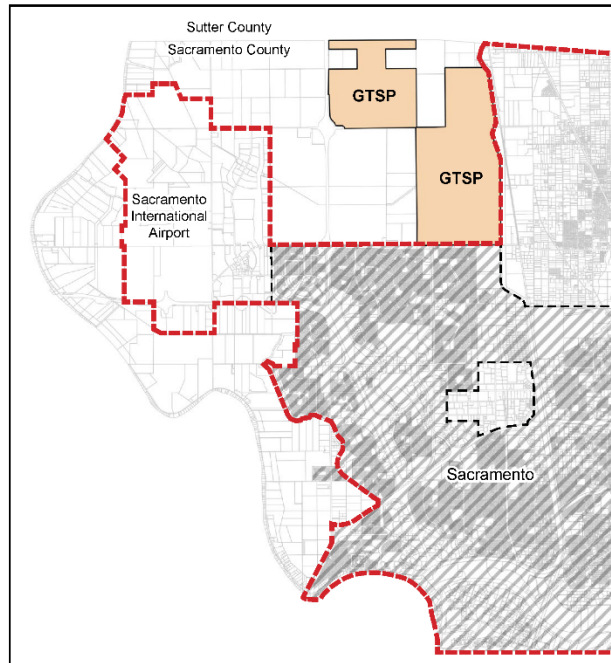 Sutter County
Sacramento County
GTSP
GTSP
Sacramento
International
Airport
Sacramento